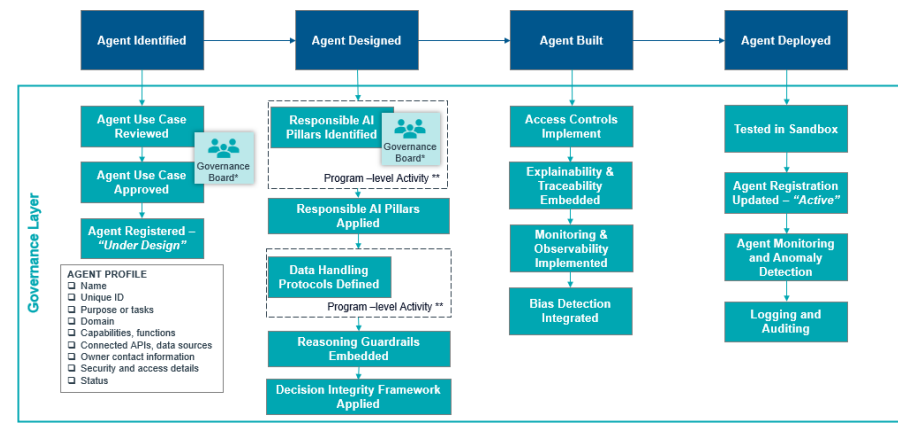 Agent Identified
Agent Designed
Agent Built
Agent Deployed
Governance Layer
Agent Use Case
Reviewed
Governance
Board*
Agent Use Case
Approved
Agent Registered –
“Under Design”
AGENT PROFILE
Name
Unique ID
Purpose or tasks
Domain
Capabilities, functions
Connected APIs, data sources
Owner contact information
Security and access details
Status
Responsible AI
Pillars Identified
Governance
Board*
Program –level Activity **
Responsible AI Pillars
Applied
Data Handling
Protocols Defined
Program –level Activity **
Reasoning Guardrails
Embedded
Decision Integrity Framework
Applied
Access Controls
Implement
Explainability &
Traceability
Embedded
Monitoring &
Observability
Implemented
Bias Detection
Integrated
Tested in Sandbox
Agent Registration
Updated – “Active”
Agent Monitoring
and Anomaly
Detection
Logging and
Auditing